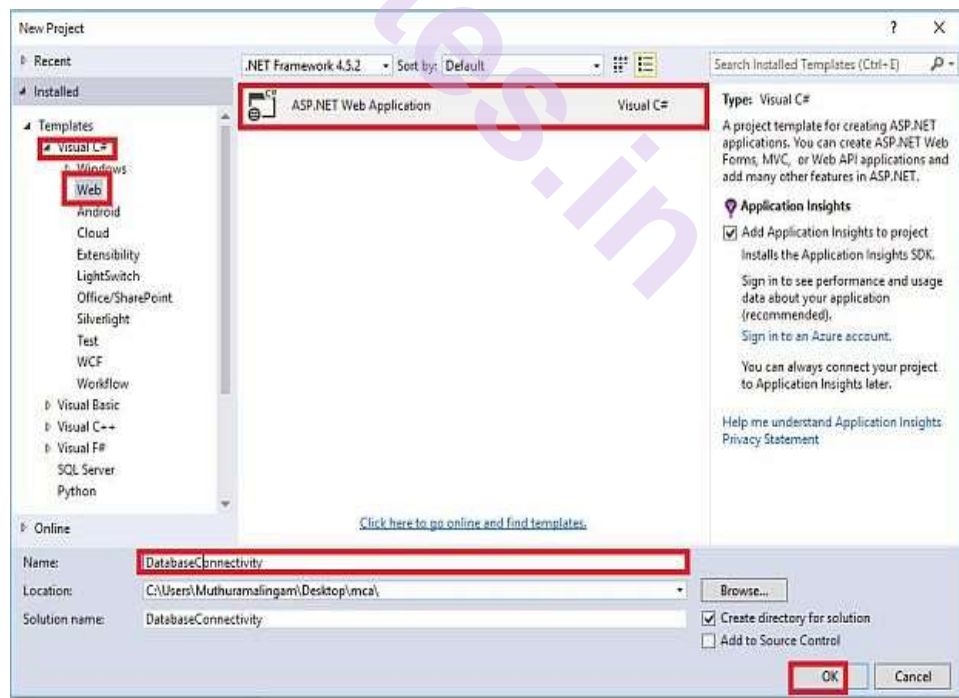 New Project
? X
Recent
.NET Framework 4.5.2 Sort by: Default
Search Installed Templates (Ctrl+E)
Installed
Templates
Visual C#
Windows
Web
Android
Cloud
Extensibility
LightSwitch
Office/SharePoint
Silverlight
Test
WCF
Workflow
Visual Basic
Visual C++
Visual F#
SQL Server
Python
Online
C#
ASP.NET Web Application Visual C#
Click here to go online and find templates.
Type: Visual C#
A project template for creating ASP.NET
applications. You can create ASP.NET Web
Forms, MVC, or Web API applications and
add many other features in ASP.NET.
Application Insights
Add Application Insights to project
Installs the Application Insights SDK.
Sign in to see performance and usage
data about your application
(recommended).
Sign in to an Azure account.
You can always connect your project
to Application Insights later.
Help me understand Application Insights
Privacy Statement
Name: DatabaseConnectivity
Location: C:\Users\Muthuramalingam\Desktop\mca\
Browse...
Solution name: DatabaseConnectivity
Create directory for solution
Add to Source Control
OK Cancel
tes.in